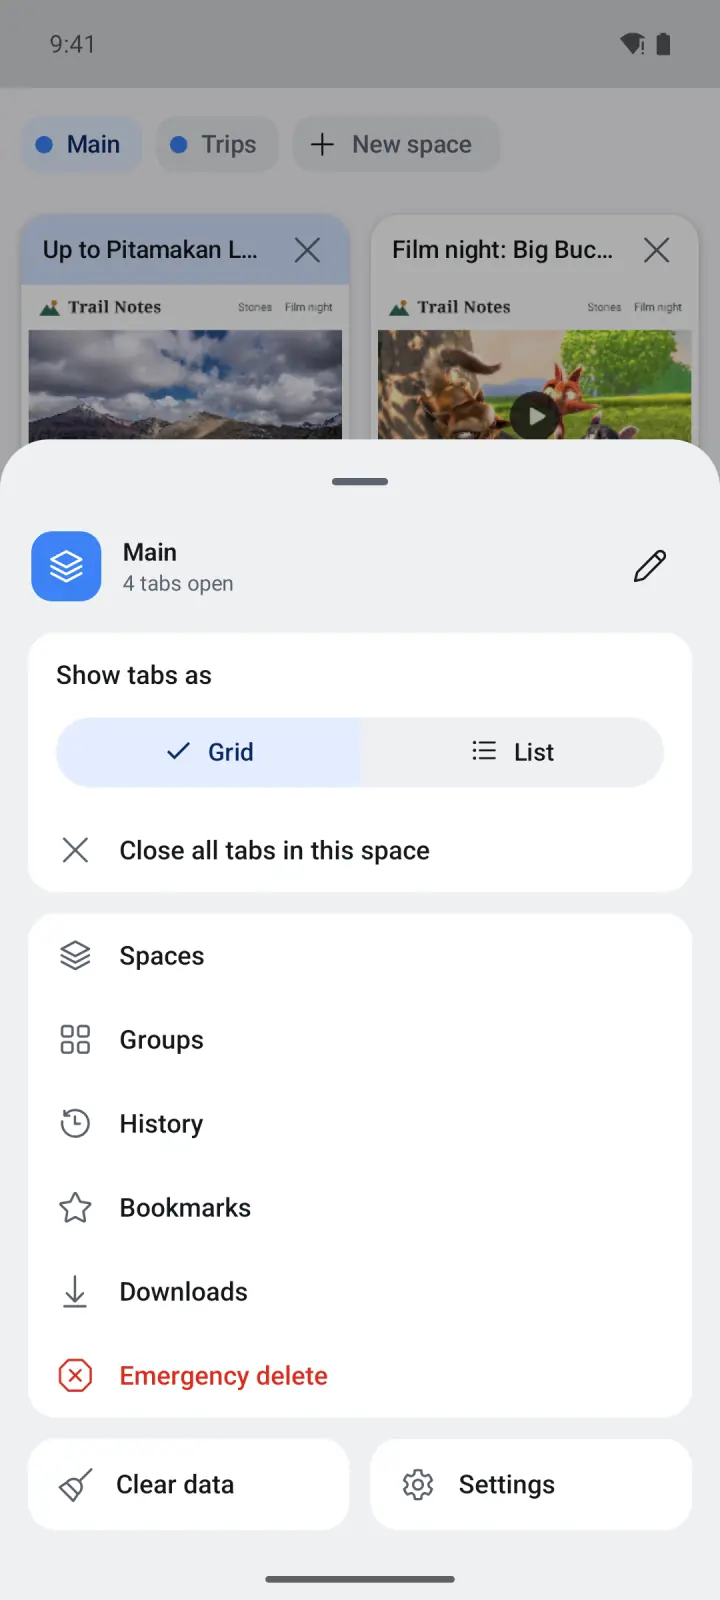 9:41
Main
Trips
New space
Up to Pitamakan L...
Film night: Big Buc...
Trail Notes
Stories
Film night
Trail Notes
Stories
Film night
Main
4 tabs open
Show tabs as
Grid
List
Close all tabs in this space
Spaces
Groups
History
Bookmarks
Downloads
Emergency delete
Clear data
Settings